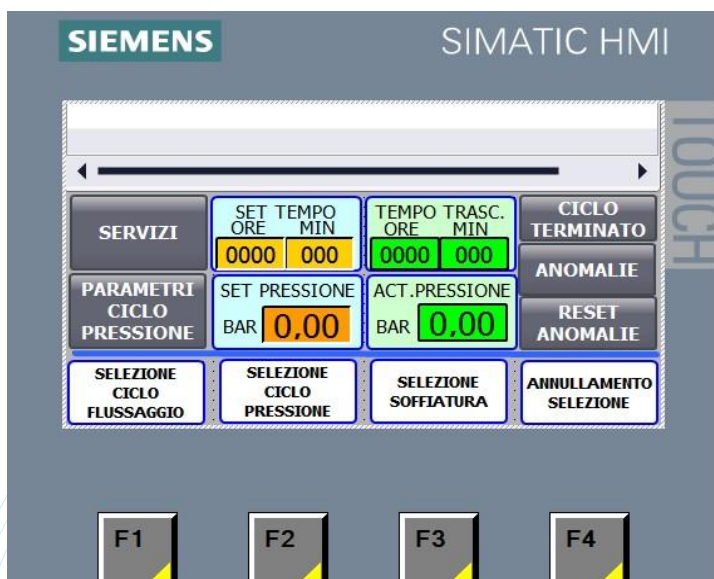 SIEMENS
SIMATIC HMI
TOUCH
SERVIZI
SET TEMPO
ORE MIN
0000 000
TEMPO TRASC.
ORE MIN
0000 000
CICLO
TERMINATO
ANOMALIE
PARAMETRI
CICLO
PRESSIONE
SET PRESSIONE
BAR 0,00
ACT.PRESSIONE
BAR 0,00
RESET
ANOMALIE
SELEZIONE
CICLO
FLUSSAGGIO
SELEZIONE
CICLO
PRESSIONE
SELEZIONE
SOFFIATURA
ANNULLAMENTO
SELEZIONE
F1
F2
F3
F4